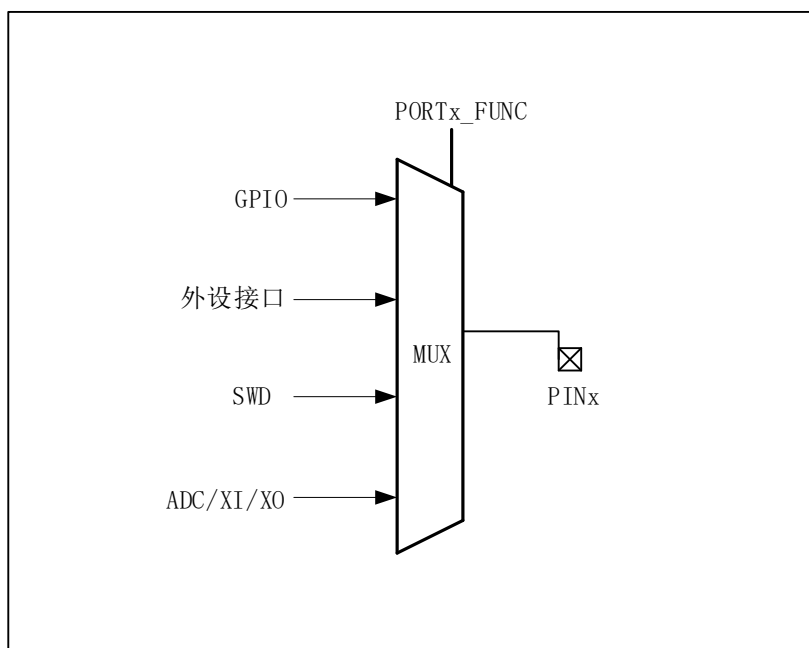 PORTx_FUNC
GPIO
外设接口
MUX
SWD
PINx
ADC/XI/XO